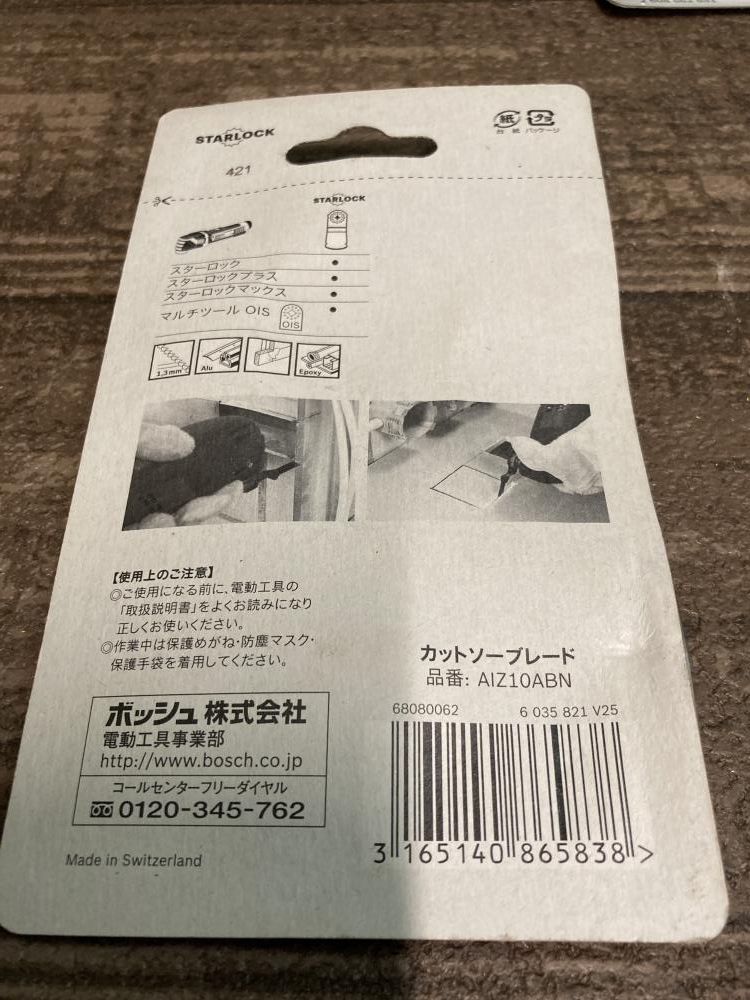 STARLOCK
421
紙
台紙
プラ
パッケージ
STARLOCK
スターロック
スターロックプラス
スターロックマックス
マルチツール OIS
OIS
1,3mm
Alu
Epoxy
【使用上のご注意】
◎ご使用になる前に、電動工具の
「取扱説明書」をよくお読みになり
正しくお使いください。
◎作業中は保護めがね・防塵マスク・
保護手袋を着用してください。
カットソーブレード
品番: AIZ10ABN
68080062 6 035 821 V25
3 165140 865838 >
ボッシュ 株式会社
電動工具事業部
http://www.bosch.co.jp
コールセンターフリーダイヤル
0120-345-762
Made in Switzerland